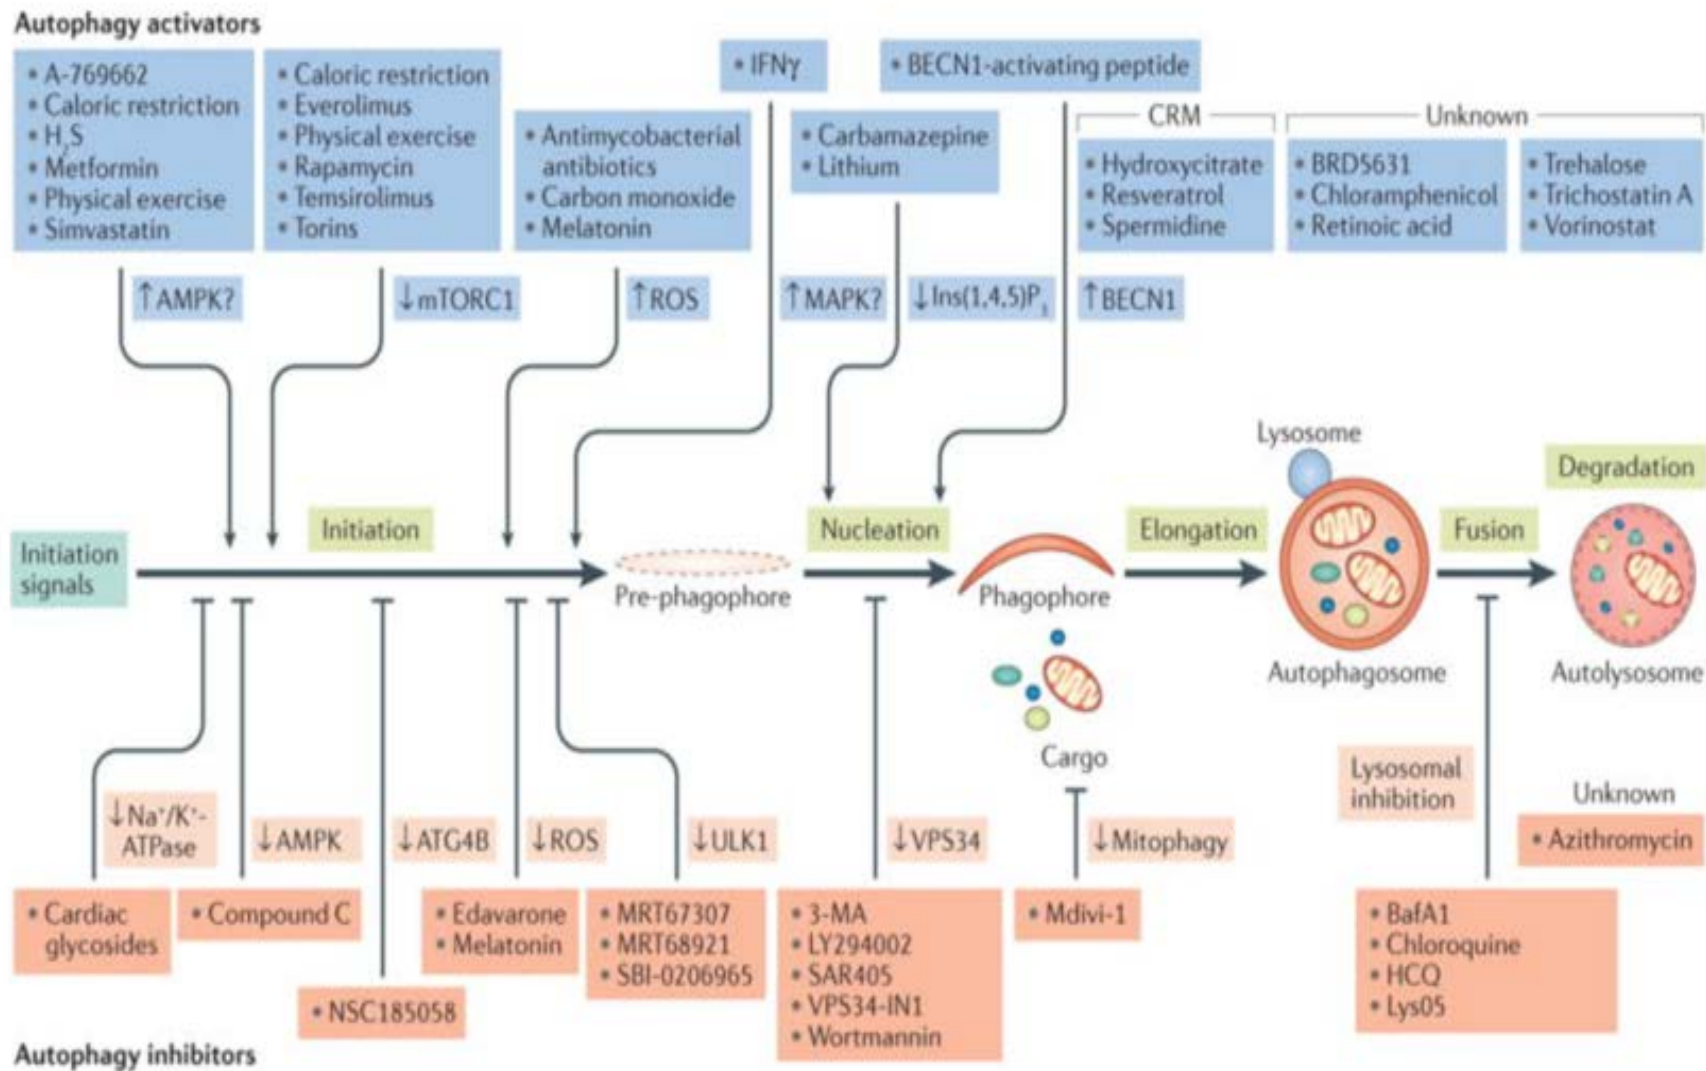 Autophagy activators
• A-769662
• Caloric restriction
• H₂S
• Metformin
• Physical exercise
• Simvastatin
• Caloric restriction
• Everolimus
• Physical exercise
• Rapamycin
• Temsirolimus
• Torins
• Antimycobacterial
antibiotics
• Carbon monoxide
• Melatonin
• IFNγ
• Carbamazepine
• Lithium
• BECN1-activating peptide
CRM
• Hydroxycitrate
• Resveratrol
• Spermidine
Unknown
• BRD5631
• Chloramphenicol
• Retinoic acid
• Trehalose
• Trichostatin A
• Vorinostat
↑AMPK?
↓mTORC1
↑ROS
↑MAPK?
↓Ins(1,4,5)P₃
↑BECN1
Initiation
signals
Initiation
Pre-phagophore
Nucleation
Phagophore
Cargo
Elongation
Lysosome
Autophagosome
Fusion
Degradation
Autolysosome
↓Na⁺/K⁺-
ATPase
↓AMPK
↓ATG4B
↓ROS
↓ULK1
↓VPS34
↓Mitophagy
Lysosomal
inhibition
Unknown
• Azithromycin
• Cardiac
glycosides
• Compound C
• NSC185058
• Edavarone
• Melatonin
• MRT67307
• MRT68921
• SBI-0206965
• 3-MA
• LY294002
• SAR405
• VPS34-IN1
• Wortmannin
• Mdivi-1
• BafA1
• Chloroquine
• HCQ
• Lys05
Autophagy inhibitors